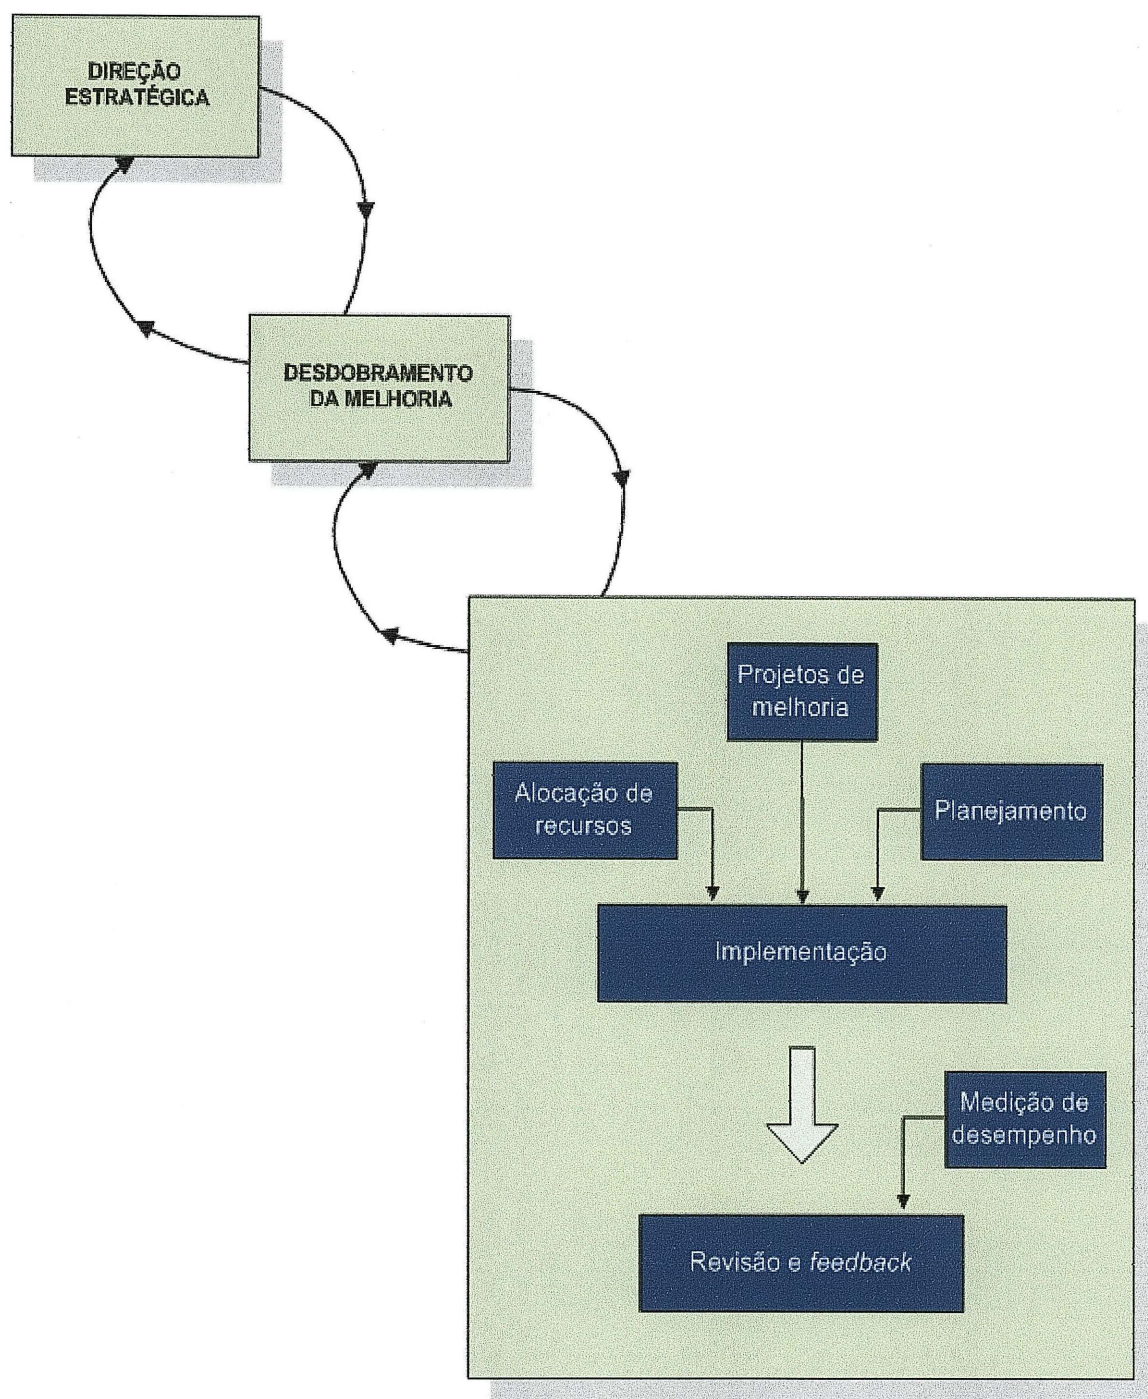 DIREÇÃO
ESTRATÉGICA
DESDOBRAMENTO
DA MELHORIA
Projetos de
melhoria
Alocação de
recursos
Planejamento
Implementação
Medição de
desempenho
Revisão e feedback